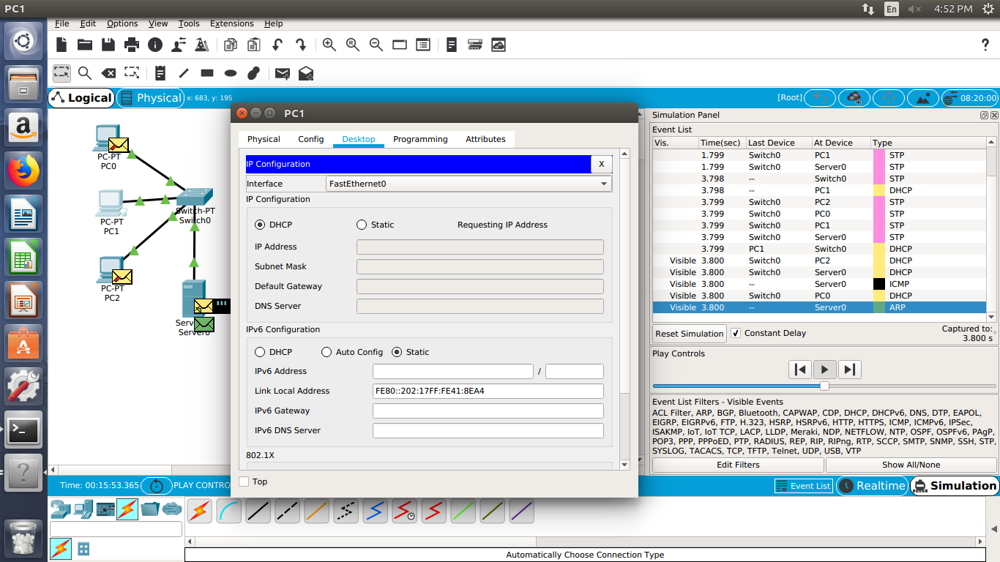 PC1
En
4:52 PM
File Edit Options View Tools Extensions Help
Logical
Physical
x: 683, y: 195
[Root]
08:20:00
PC-PT
PC0
PC-PT
PC1
PC-PT
PC2
Switch-PT
Switch0
Serv
Server0
PC1
Physical Config Desktop Programming Attributes
IP Configuration X
Interface FastEthernet0
IP Configuration
DHCP Static Requesting IP Address
IP Address
Subnet Mask
Default Gateway
DNS Server
IPv6 Configuration
DHCP Auto Config Static
IPv6 Address /
Link Local Address FE80::202:17FF:FE41:8EA4
IPv6 Gateway
IPv6 DNS Server
802.1X
Top
Simulation Panel
Event List
Vis. Time(sec) Last Device At Device Type
1.799 Switch0 PC1 STP
1.799 Switch0 Server0 STP
3.798 -- Switch0 STP
3.798 -- PC1 DHCP
3.799 Switch0 PC2 STP
3.799 Switch0 PC0 STP
3.799 Switch0 PC1 STP
3.799 Switch0 Server0 STP
3.799 PC1 Switch0 DHCP
Visible 3.800 Switch0 PC2 DHCP
Visible 3.800 Switch0 Server0 DHCP
Visible 3.800 -- Server0 ICMP
Visible 3.800 Switch0 PC0 DHCP
Visible 3.800 -- Server0 ARP
Reset Simulation Constant Delay
Captured to:
3.800 s
Play Controls
Event List Filters - Visible Events
ACL Filter, ARP, BGP, Bluetooth, CAPWAP, CDP, DHCP, DHCPv6, DNS, DTP, EAPOL,
EIGRP, EIGRPv6, FTP, H.323, HSRP, HSRPv6, HTTP, HTTPS, ICMP, ICMPv6, IPSec,
ISAKMP, IoT, IoT TCP, LACP, LLDP, Meraki, NDP, NETFLOW, NTP, OSPF, OSPFv6, PAgP,
POP3, PPP, PPPoED, PTP, RADIUS, REP, RIP, RIPng, RTP, SCCP, SMTP, SNMP, SSH, STP,
SYSLOG, TACACS, TCP, TFTP, Telnet, UDP, USB, VTP
Edit Filters Show All/None
Time: 00:15:53.365
PLAY CONTRO
Event List Realtime Simulation
Automatically Choose Connection Type